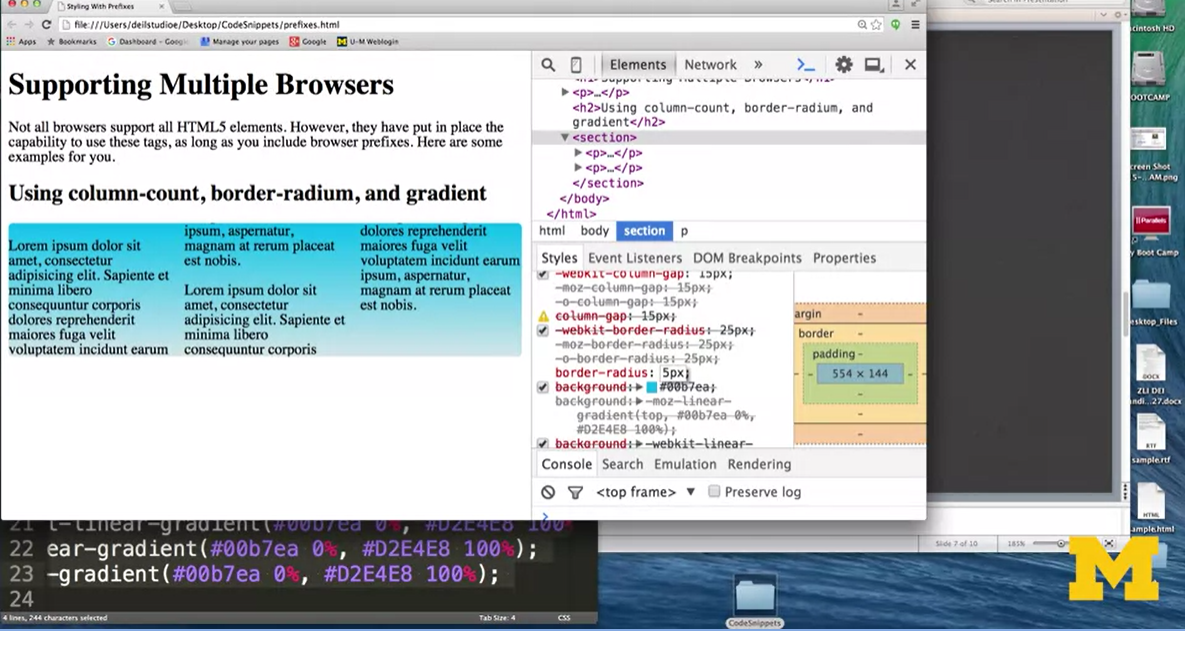 Styling With Prefixes
file:///Users/deilstudioe/Desktop/CodeSnippets/prefixes.html
Apps Bookmarks Dashboard - Goog Manage your pages Google U-M Weblogin
Supporting Multiple Browsers
Not all browsers support all HTML5 elements. However, they have put in place the
capability to use these tags, as long as you include browser prefixes. Here are some
examples for you.
Using column-count, border-radium, and gradient
Lorem ipsum dolor sit
amet, consectetur
adipisicing elit. Sapiente et
minima libero
consequuntur corporis
dolores reprehenderit
maiores fuga velit
voluptatem incidunt earum
ipsum, aspernatur,
magnam at rerum placeat
est nobis.
Lorem ipsum dolor sit
amet, consectetur
adipisicing elit. Sapiente et
minima libero
consequuntur corporis
dolores reprehenderit
maiores fuga velit
voluptatem incidunt earum
ipsum, aspernatur,
magnam at rerum placeat
est nobis.
Elements Network »
<p>…</p>
<h2>Using column-count, border-radium, and
gradient</h2>
<section>
<p>…</p>
<p>…</p>
</section>
</body>
</html>
html body section p
Styles Event Listeners DOM Breakpoints Properties
-webkit-column-gap: 15px;
-moz-column-gap: 15px;
-o-column-gap: 15px;
column-gap: 15px;
-webkit-border-radius: 25px;
-moz-border-radius: 25px;
-o-border-radius: 25px;
border-radius: 5px;
background: #00b7ea;
background: -moz-linear-
gradient(top, #00b7ea 0%,
#D2E4E8 100%);
background: -webkit-linear-
argin -
border -
padding -
554 × 144
Console Search Emulation Rendering
<top frame> ▼ Preserve log
21 t-linear-gradient(#00b7ea 0%, #D2E4E8 100%
22 ear-gradient(#00b7ea 0%, #D2E4E8 100%);
23 -gradient(#00b7ea 0%, #D2E4E8 100%);
24
4 lines, 244 characters selected Tab Size: 4 CSS
Slide 7 of 10 181%
CodeSnippets
acintosh HD
OOTCAMP
creen Shot
5-... AM.png
|| Parallels
y Boot Camp
esktop_Files
DOCX
ZLI DEI
andi...27.docx
RTF
sample.rtf
HTML
ample.html
M